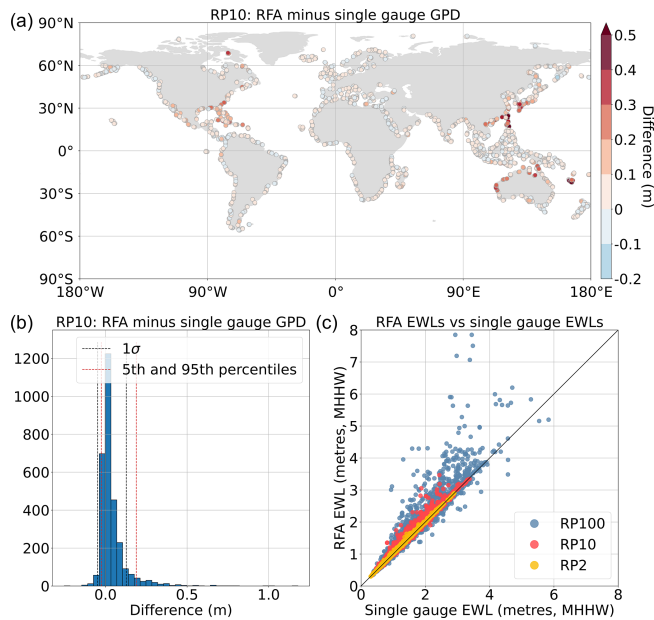 (a) RP10: RFA minus single gauge GPD
90°N
60°N
30°N
0°
30°S
60°S
90°S
180°W 90°W 0° 90°E 180°E
0.5
0.4
0.3
0.2
0.1
0
-0.1
-0.2
Difference (m)
(b) RP10: RFA minus single gauge GPD
1σ
5th and 95th percentiles
1200
1000
800
600
400
200
0
0.0 0.5 1.0
Difference (m)
(c) RFA EWLs vs single gauge EWLs
8
7
6
5
4
3
2
1
0
RFA EWL (metres, MHHW)
RP100
RP10
RP2
0 2 4 6 8
Single gauge EWL (metres, MHHW)